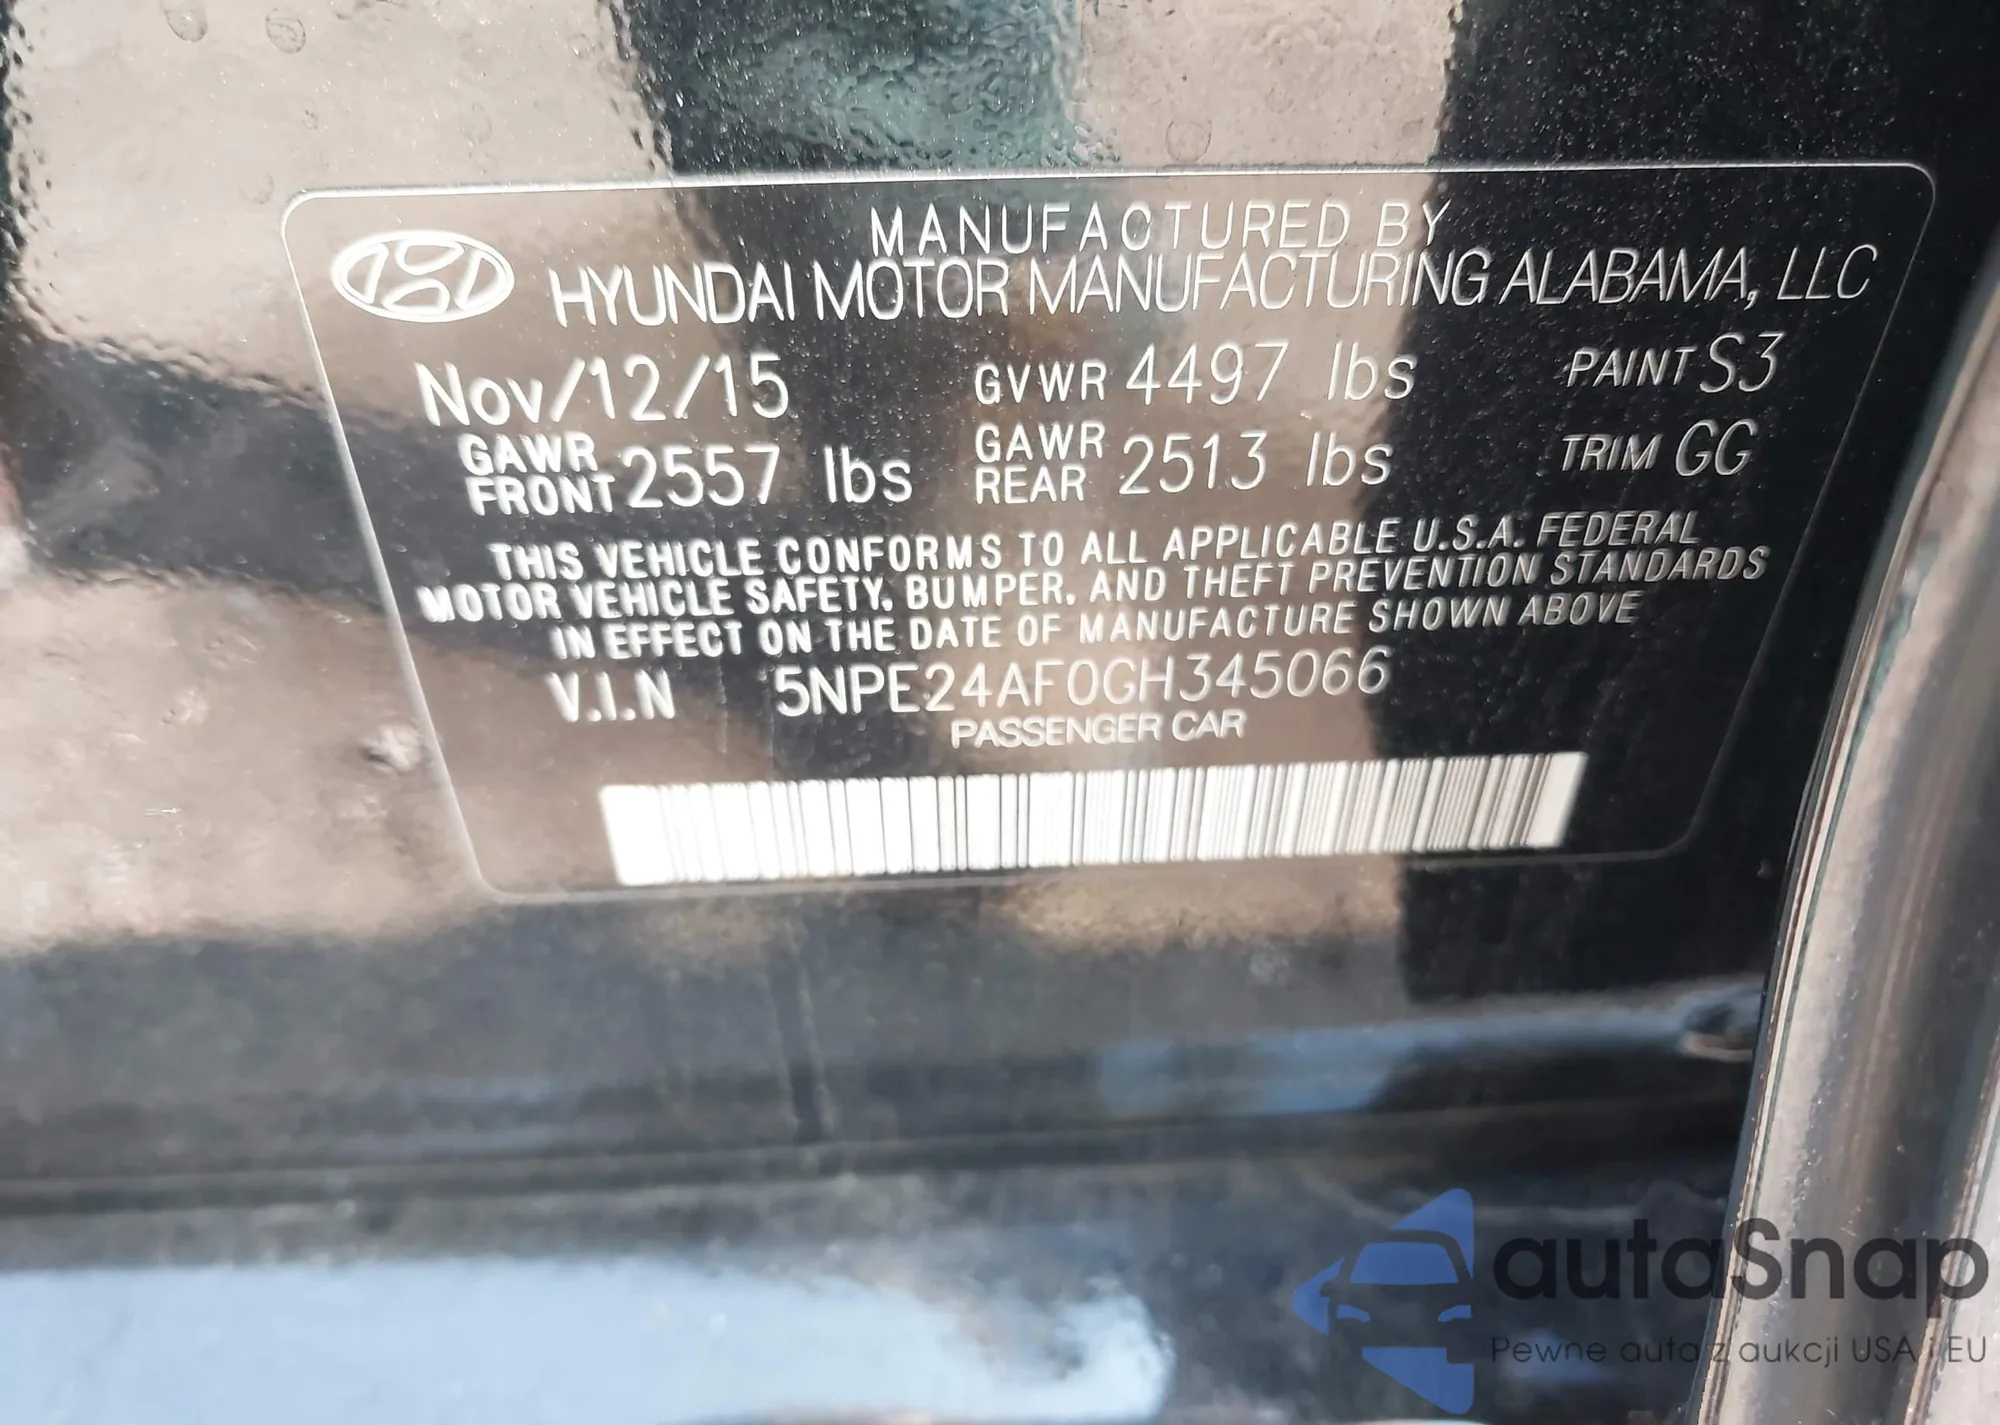 MANUFACTURED BY
HYUNDAI MOTOR MANUFACTURING ALABAMA, LLC
Nov/12/15 GVWR 4497 lbs PAINT S3
GAWR FRONT 2557 lbs GAWR REAR 2513 lbs TRIM GG
THIS VEHICLE CONFORMS TO ALL APPLICABLE U.S.A. FEDERAL
MOTOR VEHICLE SAFETY, BUMPER, AND THEFT PREVENTION STANDARDS
IN EFFECT ON THE DATE OF MANUFACTURE SHOWN ABOVE
V.I.N 5NPE24AF0GH345066
PASSENGER CAR
autaSnap
Pewne auta z aukcji USA i EU